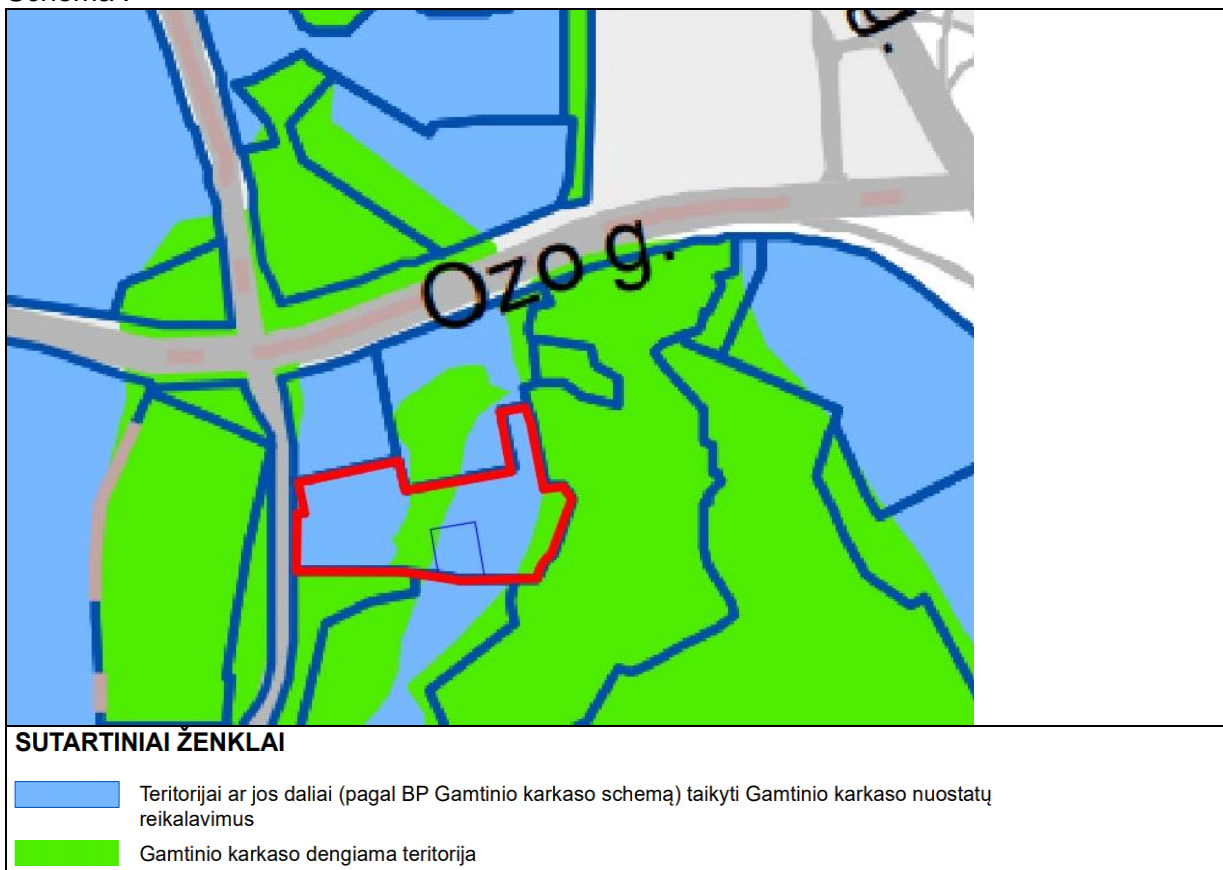 Ozo g.
SUTARTINIAI ŽENKLAI
Teritorijai ar jos daliai (pagal BP Gamtinio karkaso schemą) taikyti Gamtinio karkaso nuostatų
reikalavimus
Gamtinio karkaso dengiama teritorija